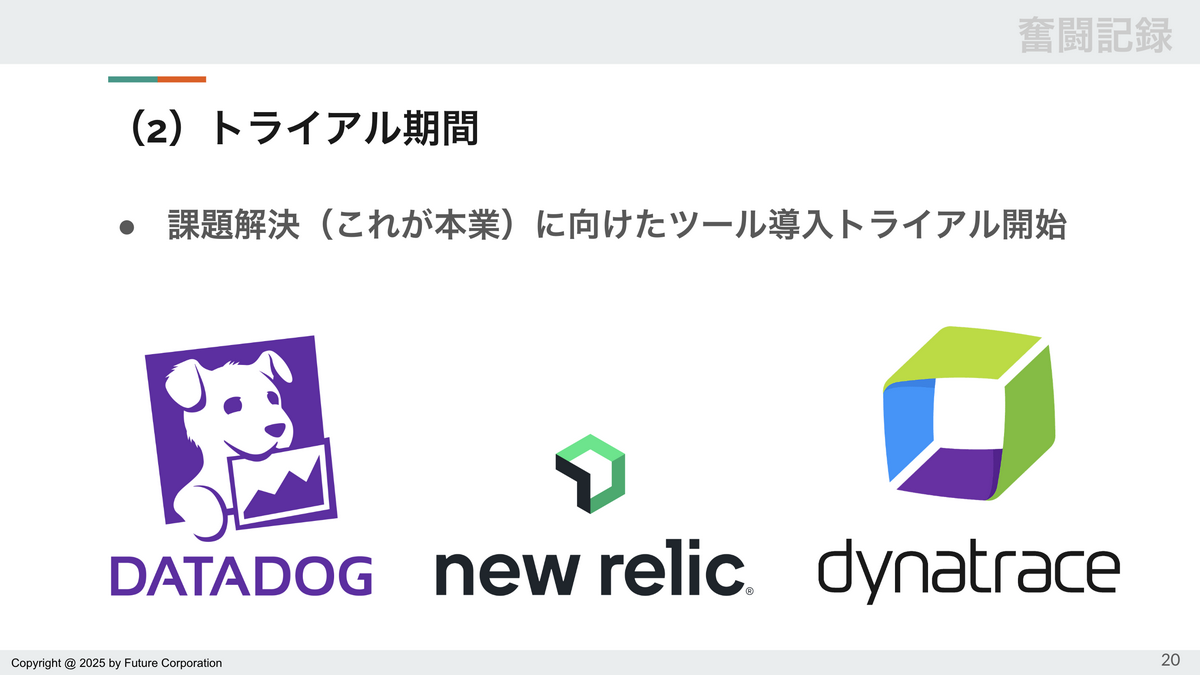 奮闘記録
（2）トライアル期間
● 課題解決（これが本業）に向けたツール導入トライアル開始
DATADOG
new relic®
dynatrace
Copyright @ 2025 by Future Corporation
20